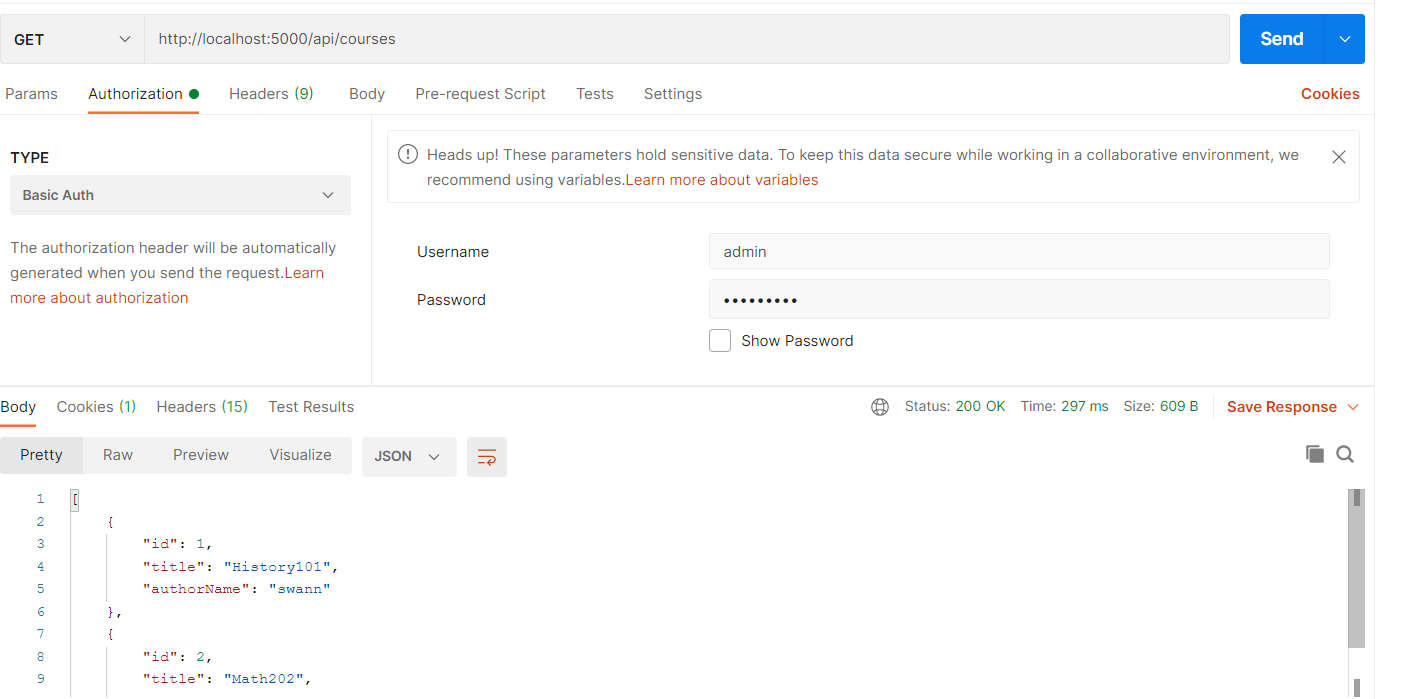 GET http://localhost:5000/api/courses Send
Params Authorization Headers (9) Body Pre-request Script Tests Settings Cookies
TYPE
Basic Auth
The authorization header will be automatically
generated when you send the request.Learn
more about authorization
Heads up! These parameters hold sensitive data. To keep this data secure while working in a collaborative environment, we
recommend using variables.Learn more about variables
Username admin
Password •••••••••
Show Password
Body Cookies (1) Headers (15) Test Results Status: 200 OK Time: 297 ms Size: 609 B Save Response
Pretty Raw Preview Visualize JSON
1 [
2 {
3 "id": 1,
4 "title": "History101",
5 "authorName": "swann"
6 },
7 {
8 "id": 2,
9 "title": "Math202",